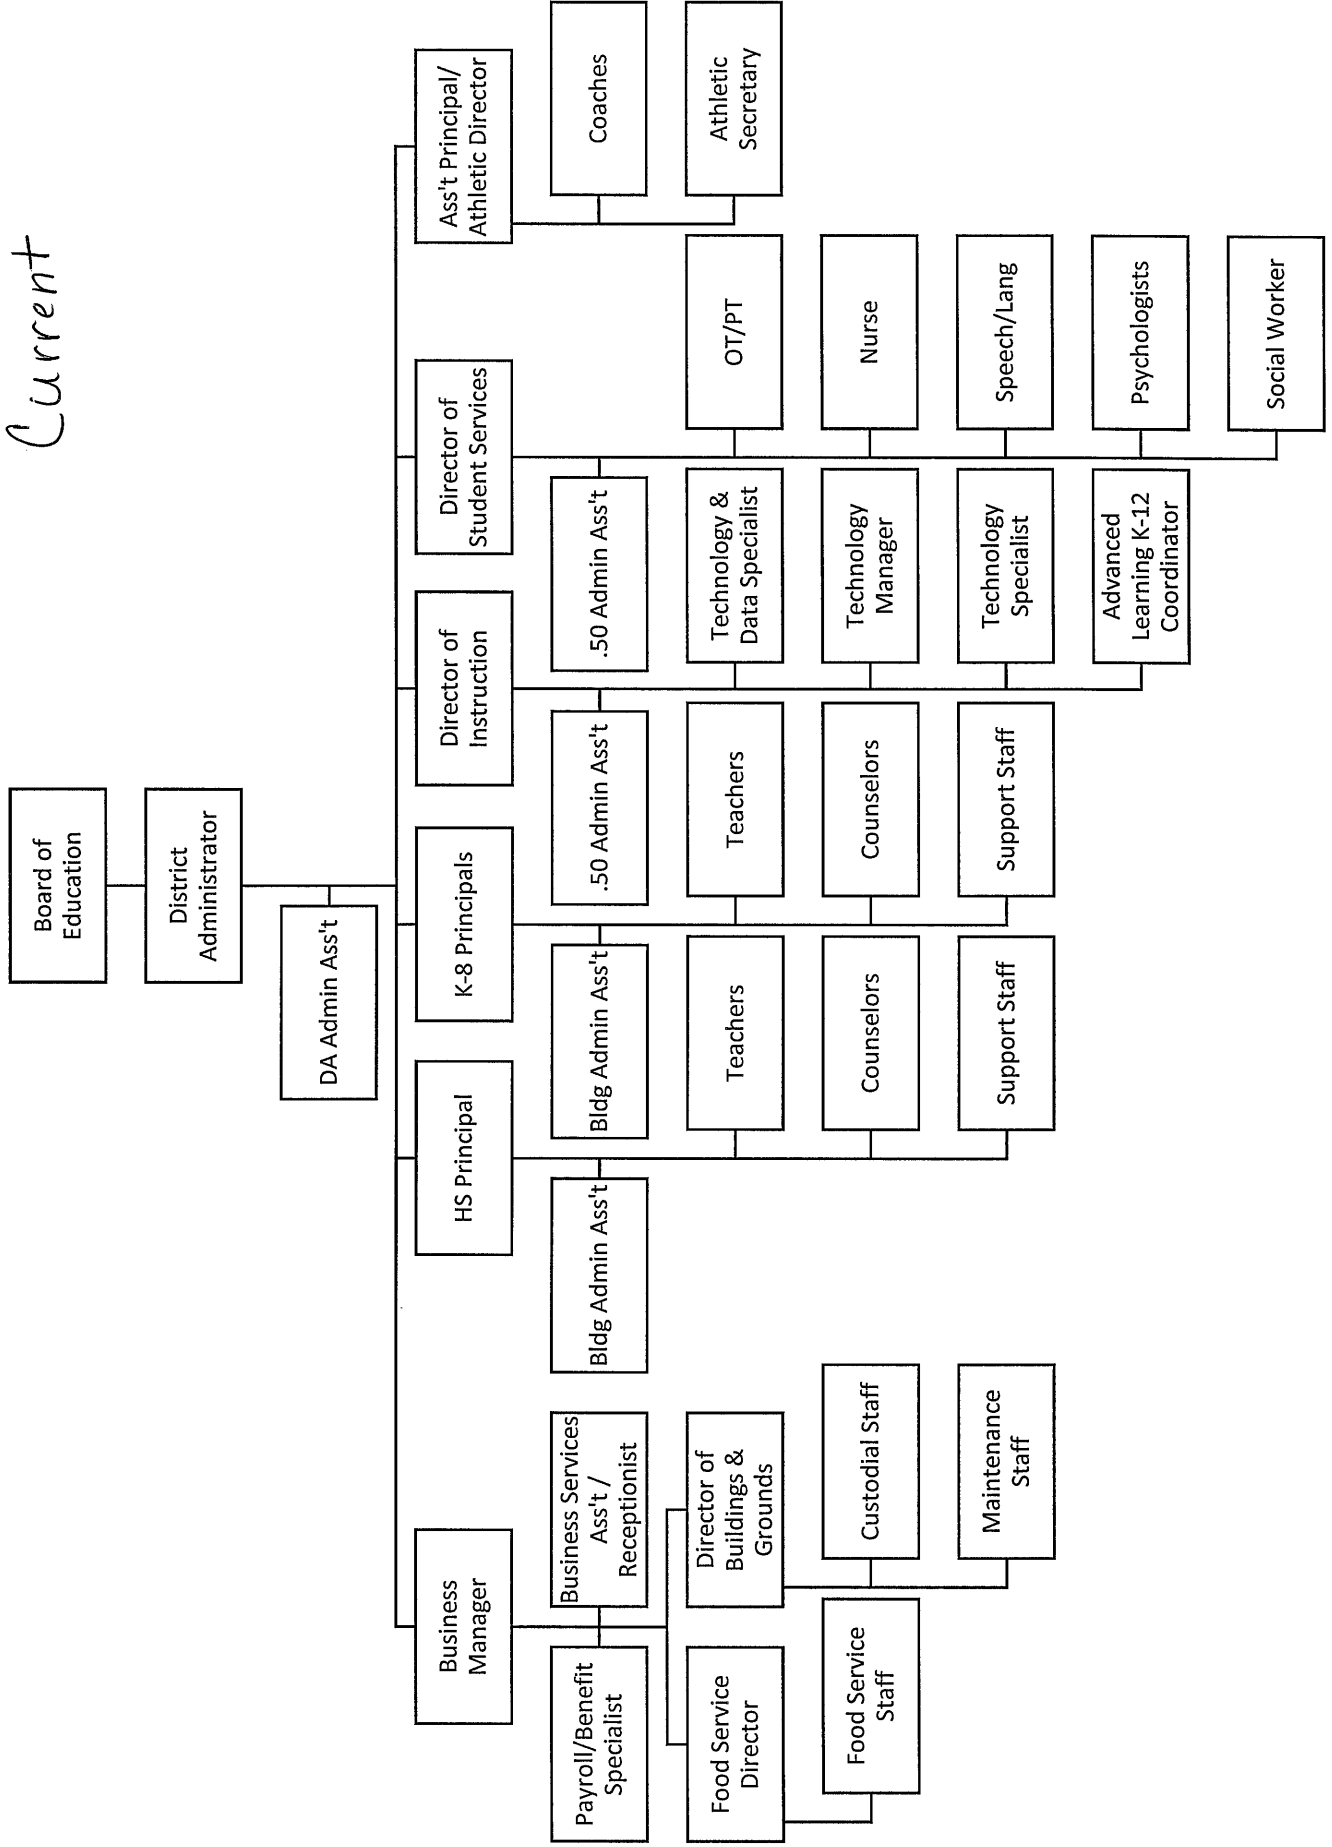 Current
Board of
Education
District
Administrator
DA Admin Ass't
Business
Manager
HS Principal
K-8 Principals
Director of
Instruction
Director of
Student Services
Ass't Principal/
Athletic Director
Payroll/Benefit
Specialist
Business Services
Ass't /
Receptionist
Food Service
Director
Director of
Buildings &
Grounds
Food Service
Staff
Custodial Staff
Maintenance
Staff
Bldg Admin Ass't
Teachers
Counselors
Support Staff
Bldg Admin Ass't
Teachers
Counselors
Support Staff
.50 Admin Ass't
Technology &
Data Specialist
Technology
Manager
Technology
Specialist
Advanced
Learning K-12
Coordinator
.50 Admin Ass't
OT/PT
Nurse
Speech/Lang
Psychologists
Social Worker
Coaches
Athletic
Secretary